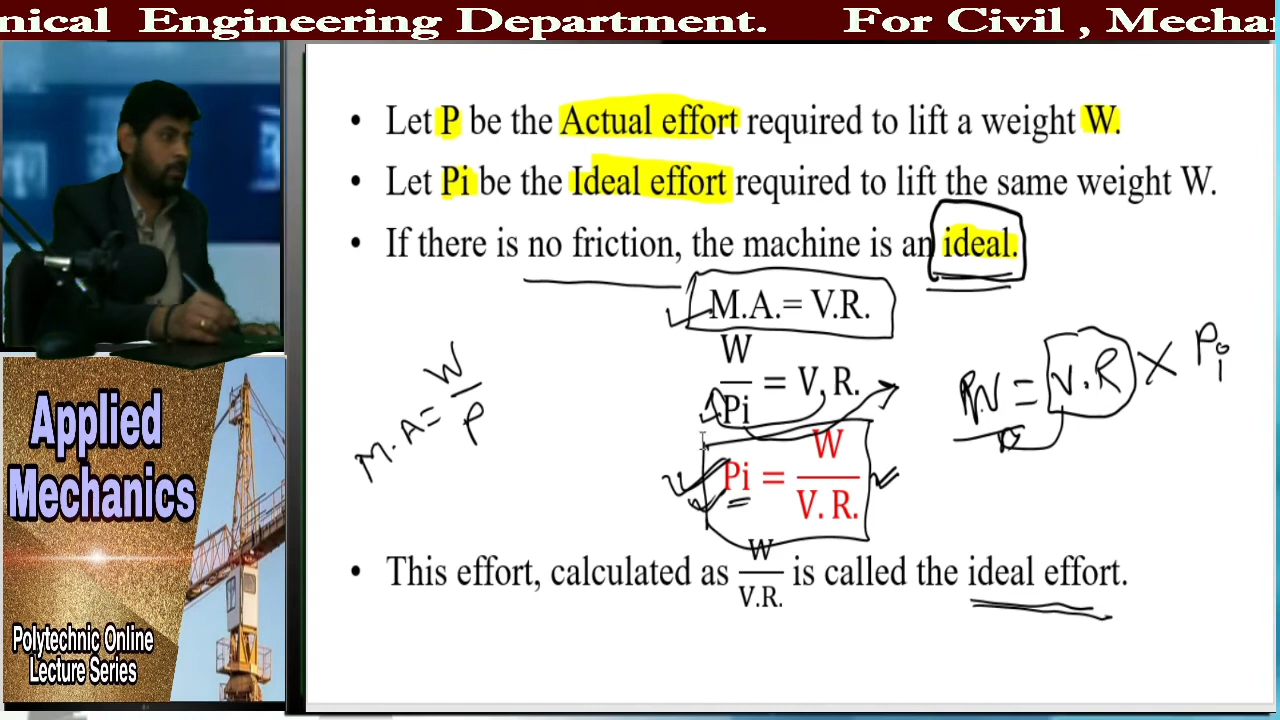 nical Engineering Department. For Civil , Mecha
• Let P be the Actual effort required to lift a weight W.
• Let Pi be the Ideal effort required to lift the same weight W.
• If there is no friction, the machine is an ideal.
M.A.= V.R.
W/Pi = V.R.
M.A = W/P
= V.R × Pi
Pi = W/V. R.
• This effort, calculated as W/V.R. is called the ideal effort.
Applied
Mechanics
Polytechnic Online
Lecture Series